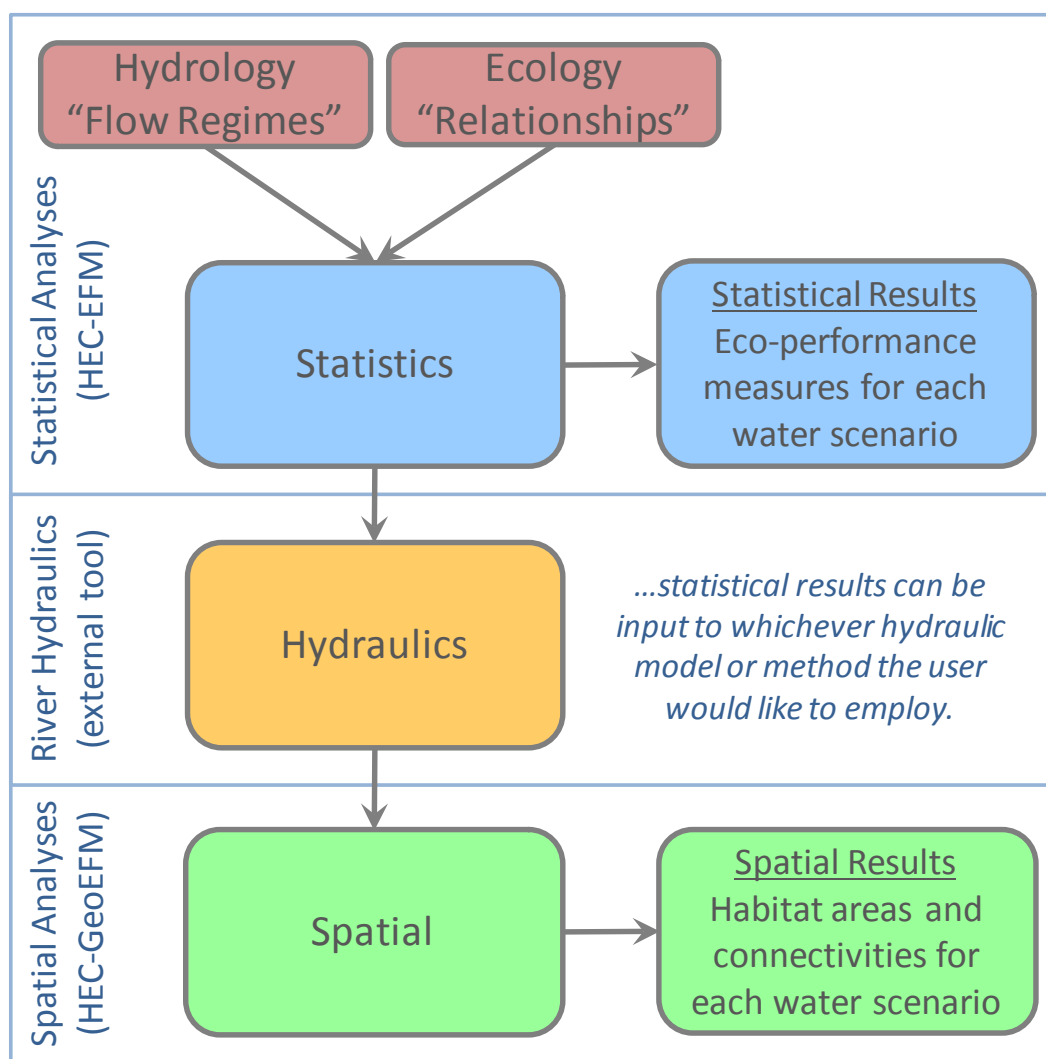 Hydrology
“Flow Regimes”
Ecology
“Relationships”
Statistical Analyses
(HEC-EFM)
Statistics
Statistical Results
Eco-performance
measures for each
water scenario
River Hydraulics
(external tool)
Hydraulics
...statistical results can be
input to whichever hydraulic
model or method the user
would like to employ.
Spatial Analyses
(HEC-GeoEFM)
Spatial
Spatial Results
Habitat areas and
connectivities for
each water scenario